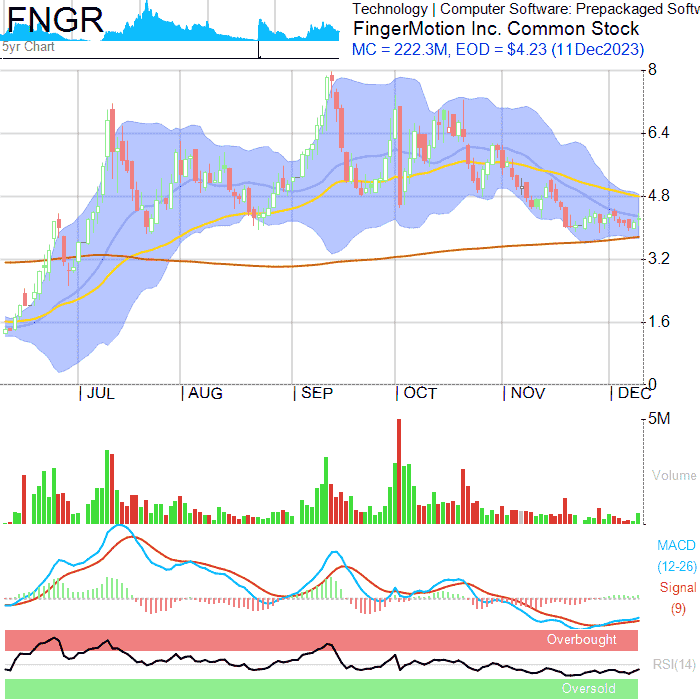 FNGR
5yr Chart
Technology | Computer Software: Prepackaged Softw
FingerMotion Inc. Common Stock
MC = 222.3M, EOD = $4.23 (11Dec2023)
8
6.4
4.8
3.2
1.6
0
| JUL | AUG | SEP | OCT | NOV | DEC
5M
Volume
MACD
(12-26)
Signal
(9)
Overbought
RSI(14)
Oversold